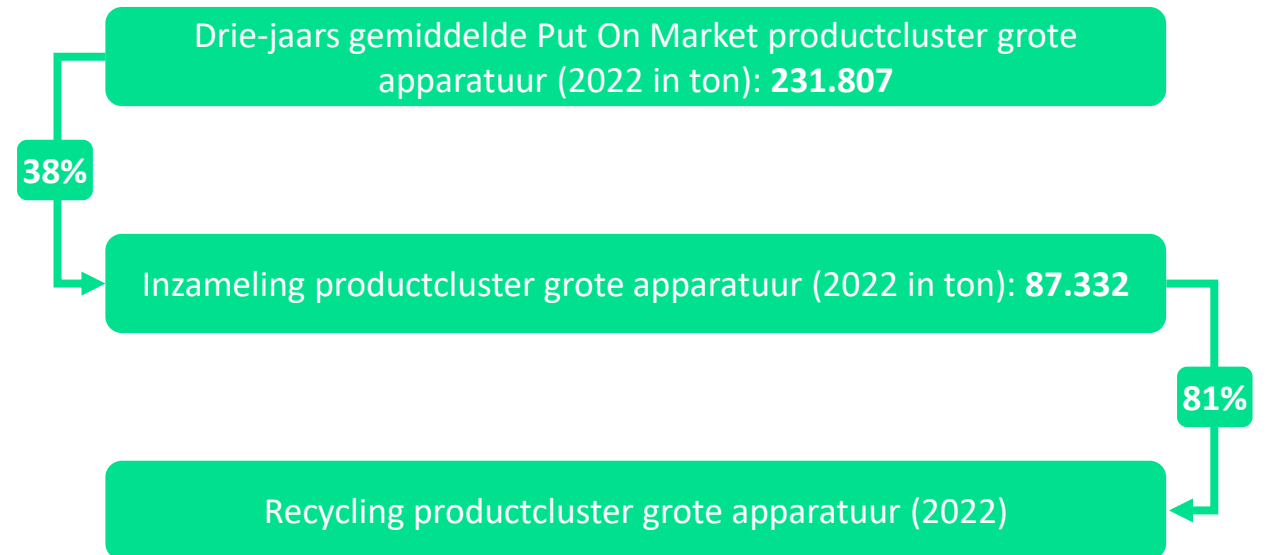 Drie-jaars gemiddelde Put On Market productcluster grote
apparatuur (2022 in ton): 231.807
38%
Inzameling productcluster grote apparatuur (2022 in ton): 87.332
81%
Recycling productcluster grote apparatuur (2022)